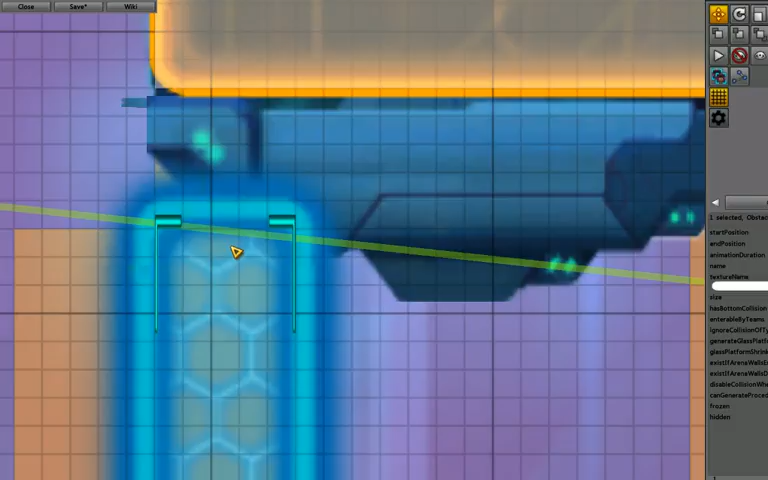 Close Save* Wiki
1 selected, Obstac
startPosition
endPosition
animationDuration
name
textureName
size
hasBottomCollision
enterableByTeams
ignoreCollisionOfTy
generateGlassPlatf
glassPlatformShrink
existIfArenaWallsE
existIfArenaWallsD
disableCollisionWhe
canGenerateProced
frozen
hidden